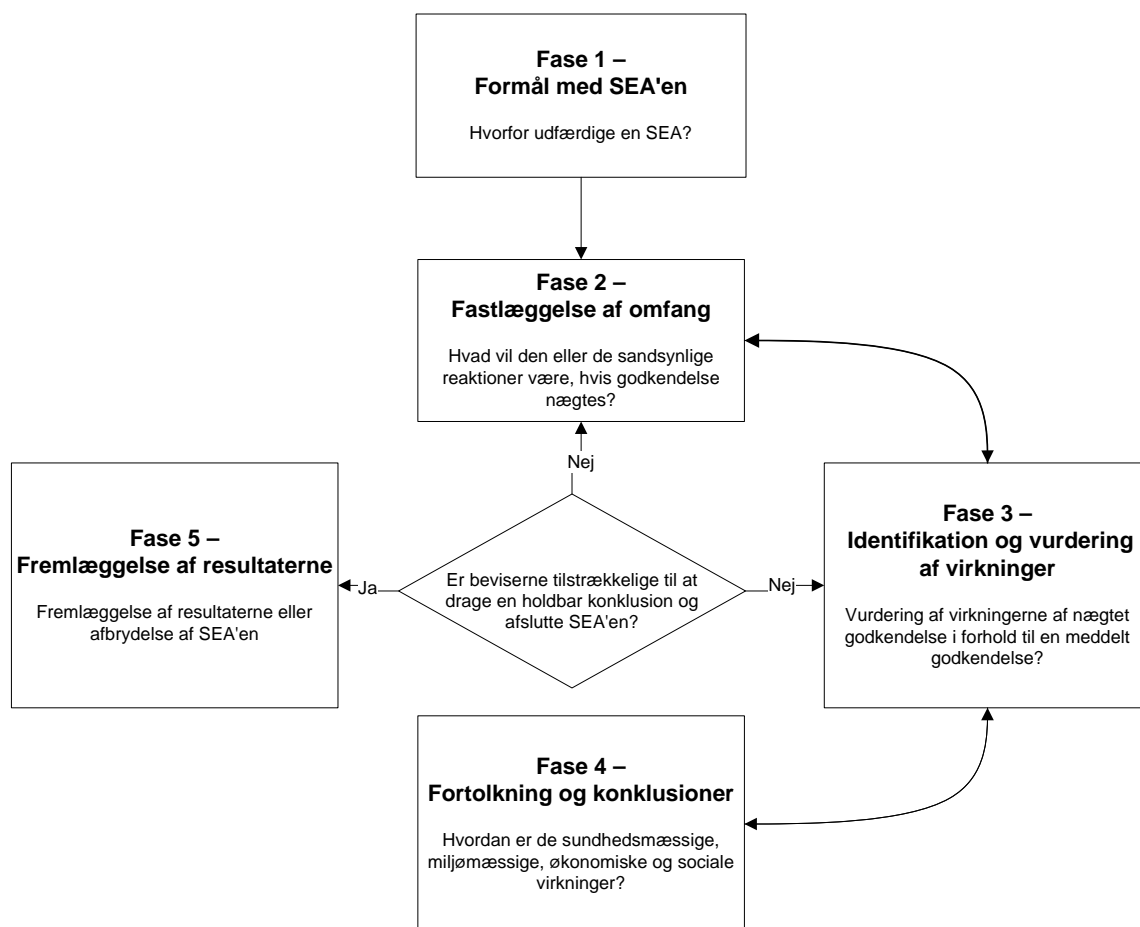 Fase 1 –
Formål med SEA'en
Hvorfor udfærdige en SEA?
Fase 2 –
Fastlæggelse af omfang
Hvad vil den eller de sandsynlige
reaktioner være, hvis godkendelse
nægtes?
Nej
Fase 5 –
Fremlæggelse af resultaterne
Fremlæggelse af resultaterne eller
afbrydelse af SEA'en
Ja
Er beviserne tilstrækkelige til at
drage en holdbar konklusion og
afslutte SEA'en?
Nej
Fase 3 –
Identifikation og vurdering
af virkninger
Vurdering af virkningerne af nægtet
godkendelse i forhold til en meddelt
godkendelse?
Fase 4 –
Fortolkning og konklusioner
Hvordan er de sundhedsmæssige,
miljømæssige, økonomiske og sociale
virkninger?